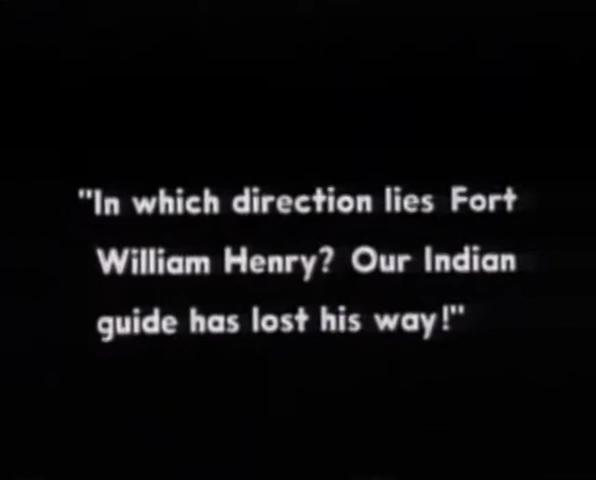 "In which direction lies Fort
William Henry? Our Indian
guide has lost his way!"